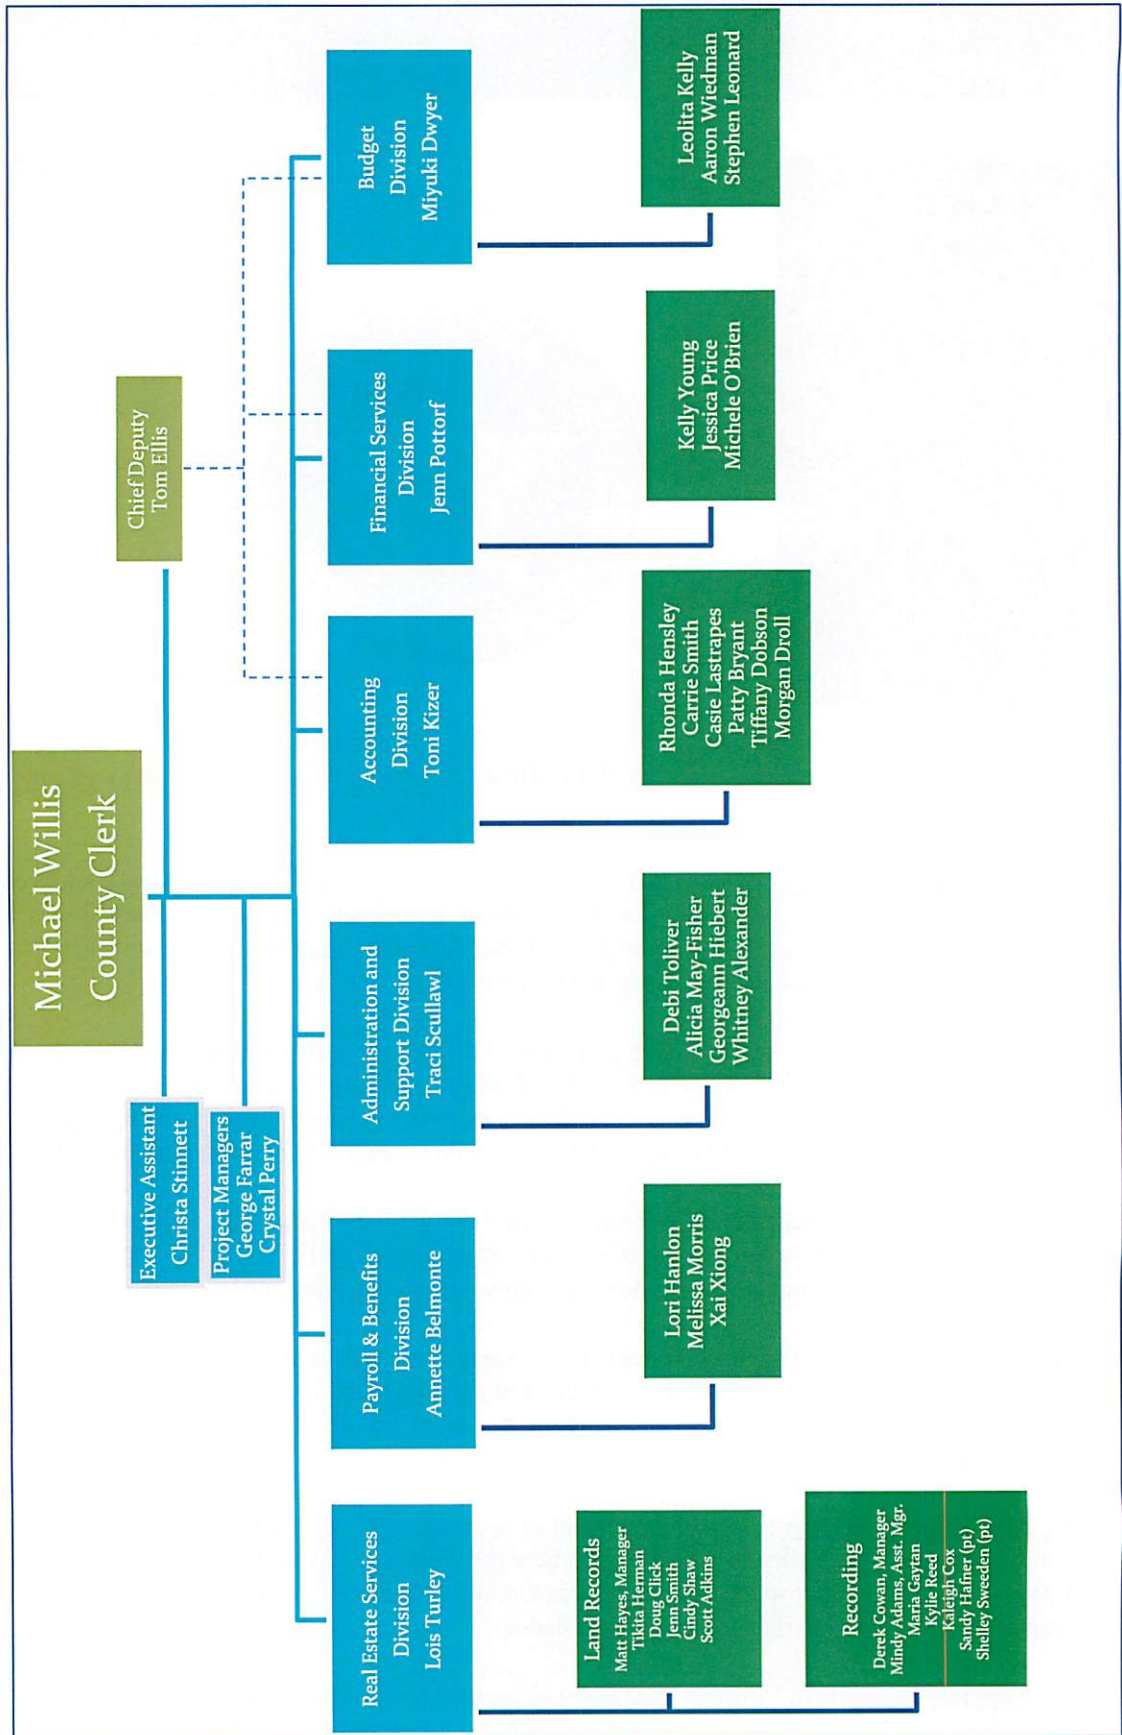 Michael Willis
County Clerk
Chief Deputy
Tom Ellis
Executive Assistant
Christa Stinnett
Project Managers
George Farrar
Crystal Perry
Real Estate Services
Division
Lois Turley
Payroll & Benefits
Division
Annette Belmonte
Administration and
Support Division
Traci Scullawl
Accounting
Division
Toni Kizer
Financial Services
Division
Jenn Pottorf
Budget
Division
Miyuki Dwyer
Land Records
Matt Hayes, Manager
Tikita Herman
Doug Click
Jenn Smith
Cindy Shaw
Scott Adkins
Recording
Derek Cowan, Manager
Mindy Adams, Asst. Mgr.
Maria Gaytan
Kylie Reed
Kaleigh Cox
Sandy Hafner (pt)
Shelley Sweeden (pt)
Lori Hanlon
Melissa Morris
Xai Xiong
Debi Toliver
Alicia May-Fisher
Georgeann Hiebert
Whitney Alexander
Rhonda Hensley
Carrie Smith
Casie Lastrapes
Patty Bryant
Tiffany Dobson
Morgan Droll
Kelly Young
Jessica Price
Michele O'Brien
Leolita Kelly
Aaron Wiedman
Stephen Leonard